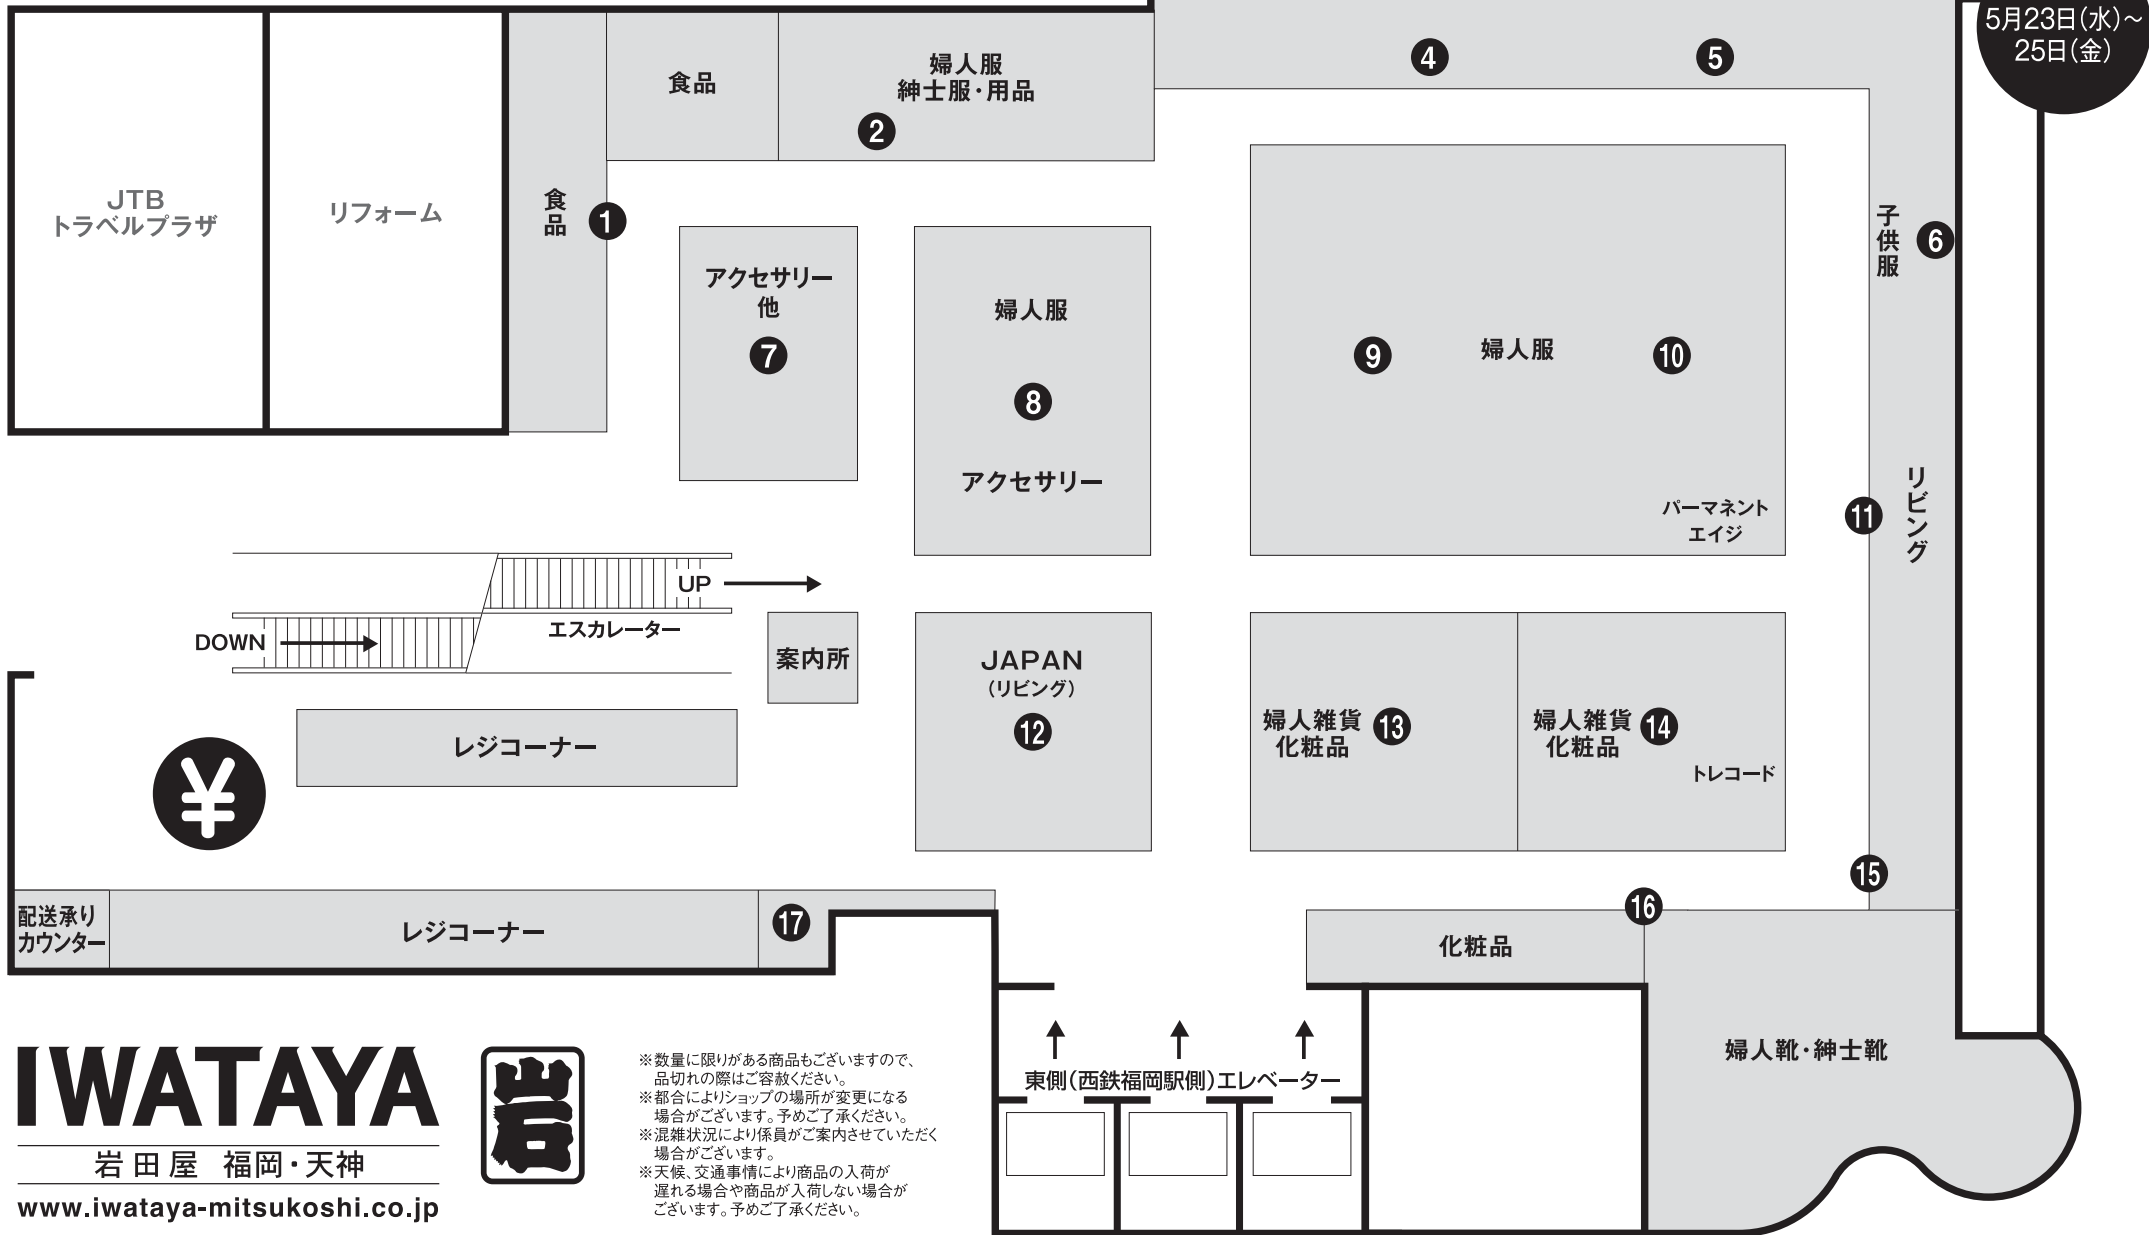 5月23日(水)～
25日(金)
4
5
食品
婦人服
紳士服・用品
2
JTB
トラベルプラザ
リフォーム
食品
1
子供服
6
アクセサリー
他
7
婦人服
8
アクセサリー
9
婦人服
10
パーマネント
エイジ
11
リビング
UP
DOWN
エスカレーター
案内所
JAPAN
(リビング)
12
婦人雑貨
化粧品
13
婦人雑貨
化粧品
14
トレコード
レジコーナー
¥
15
16
配送承り
カウンター
レジコーナー
17
化粧品
婦人靴・紳士靴
東側(西鉄福岡駅側)エレベーター
IWATAYA
岩田屋 福岡・天神
www.iwataya-mitsukoshi.co.jp
岩
※数量に限りがある商品もございますので、
品切れの際はご容赦ください。
※都合によりショップの場所が変更になる
場合がございます。予めご了承ください。
※混雑状況により係員がご案内させていただく
場合がございます。
※天候、交通事情により商品の入荷が
遅れる場合や商品が入荷しない場合が
ございます。予めご了承ください。